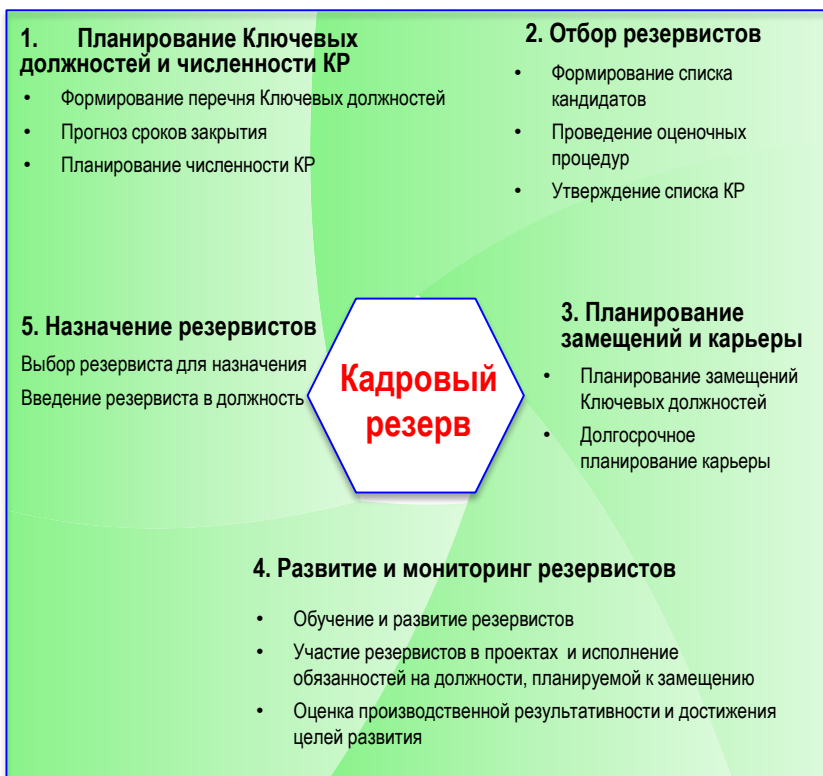 1. Планирование Ключевых
должностей и численности КР
• Формирование перечня Ключевых должностей
• Прогноз сроков закрытия
• Планирование численности КР
2. Отбор резервистов
• Формирование списка
кандидатов
• Проведение оценочных
процедур
• Утверждение списка КР
3. Планирование
замещений и карьеры
• Планирование замещений
Ключевых должностей
• Долгосрочное
планирование карьеры
4. Развитие и мониторинг резервистов
• Обучение и развитие резервистов
• Участие резервистов в проектах и исполнение
обязанностей на должности, планируемой к замещению
• Оценка производственной результативности и достижения
целей развития
5. Назначение резервистов
Выбор резервиста для назначения
Введение резервиста в должность
Кадровый
резерв